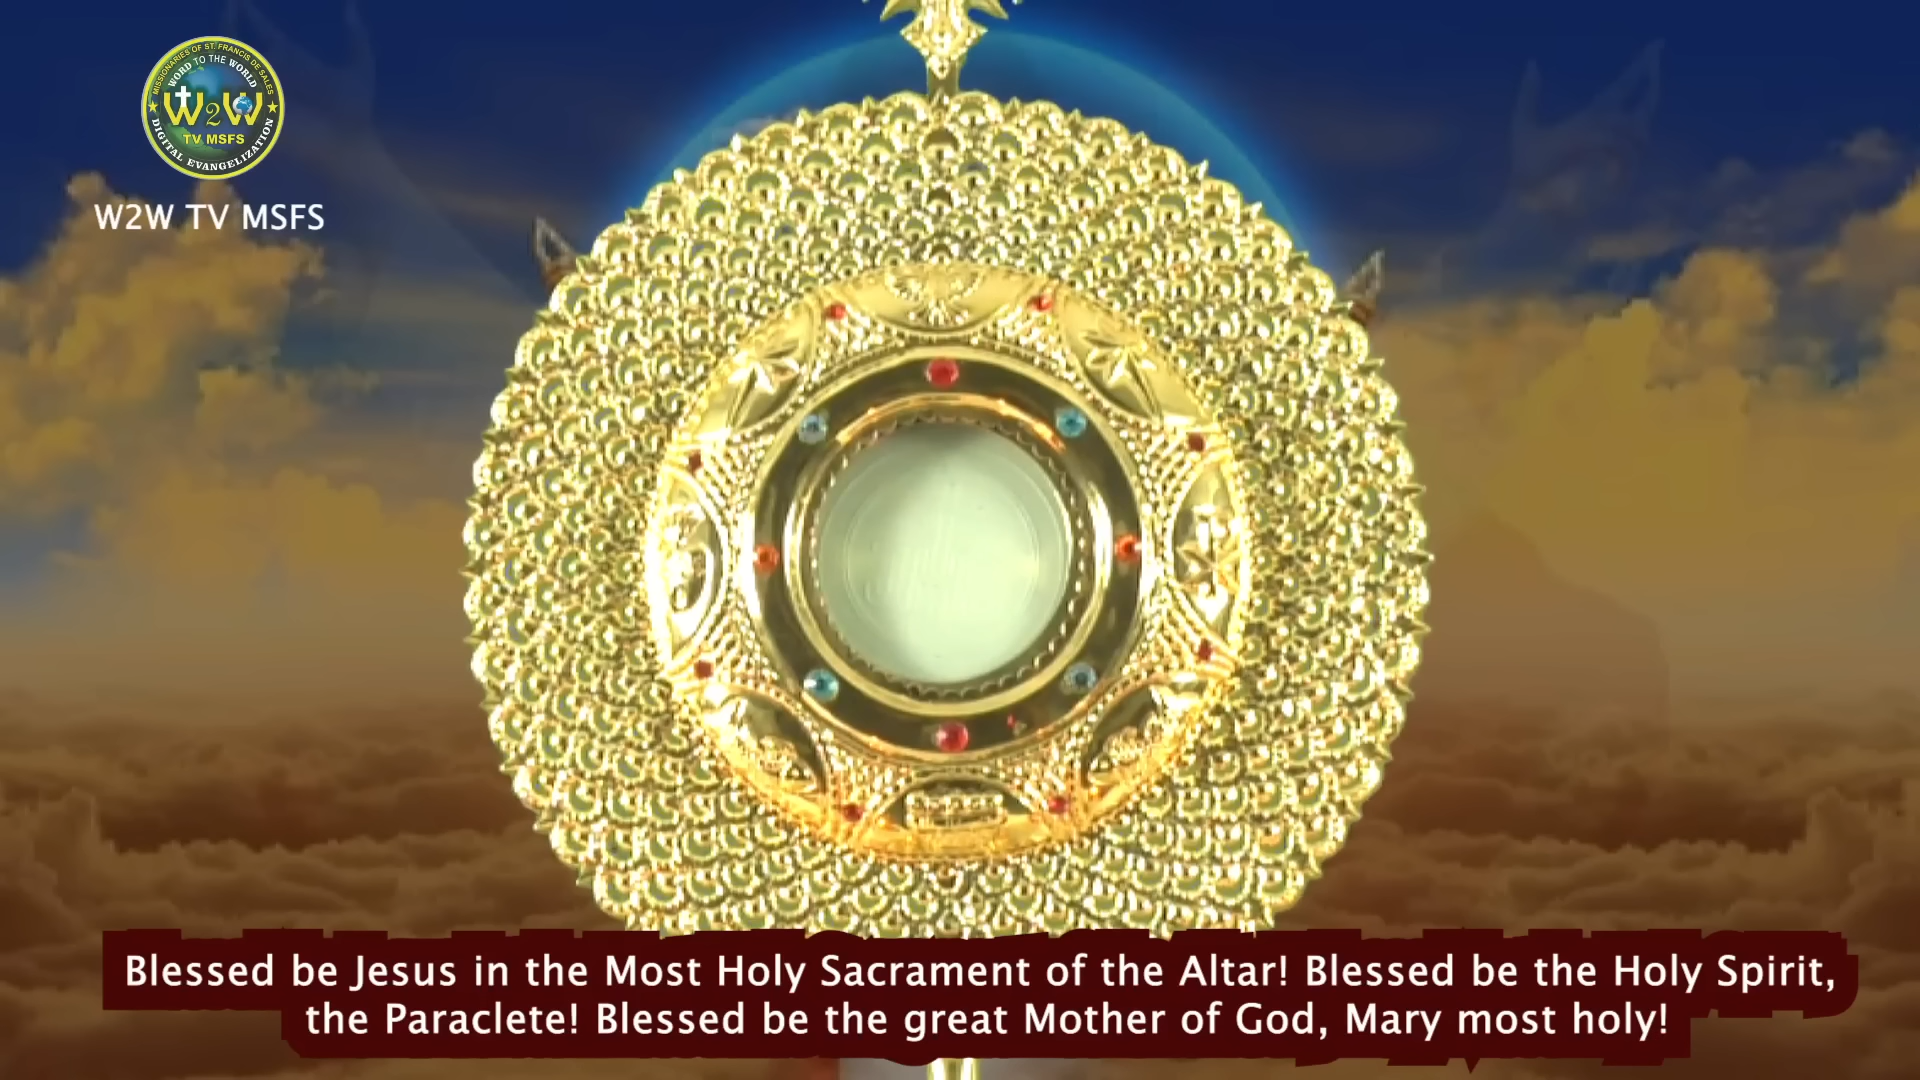 MISSIONARIES OF ST. FRANCIS DE SALES
WORD TO THE WORLD
W2W
TV MSFS
DIGITAL EVANGELIZATION
W2W TV MSFS
Blessed be Jesus in the Most Holy Sacrament of the Altar! Blessed be the Holy Spirit,
the Paraclete! Blessed be the great Mother of God, Mary most holy!